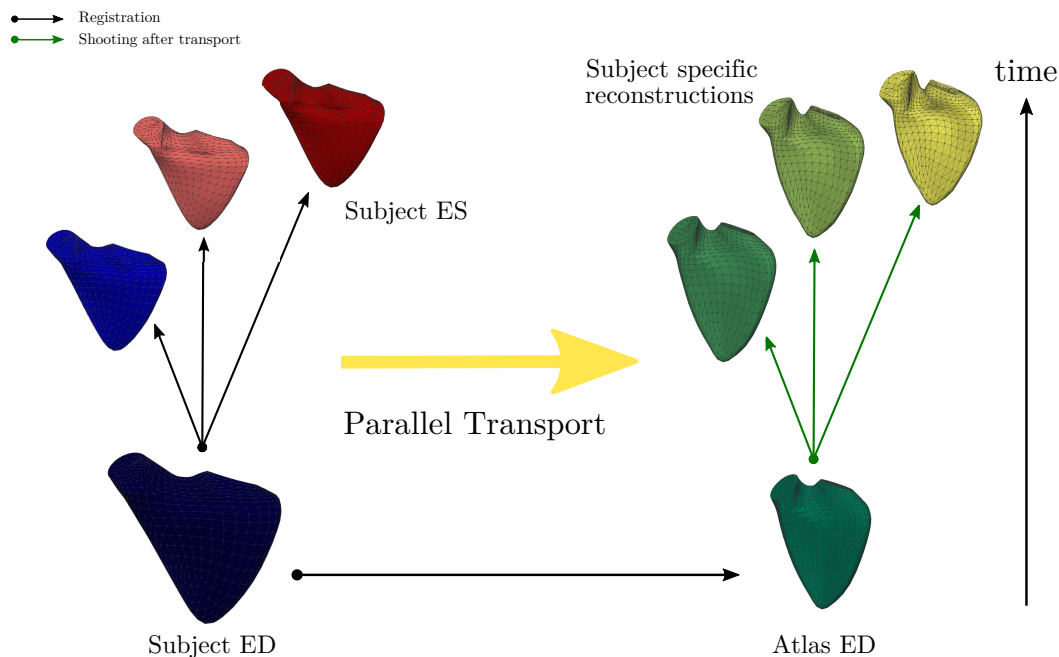 Registration
Shooting after transport
Subject specific
reconstructions
time
Subject ES
Parallel Transport
Subject ED
Atlas ED